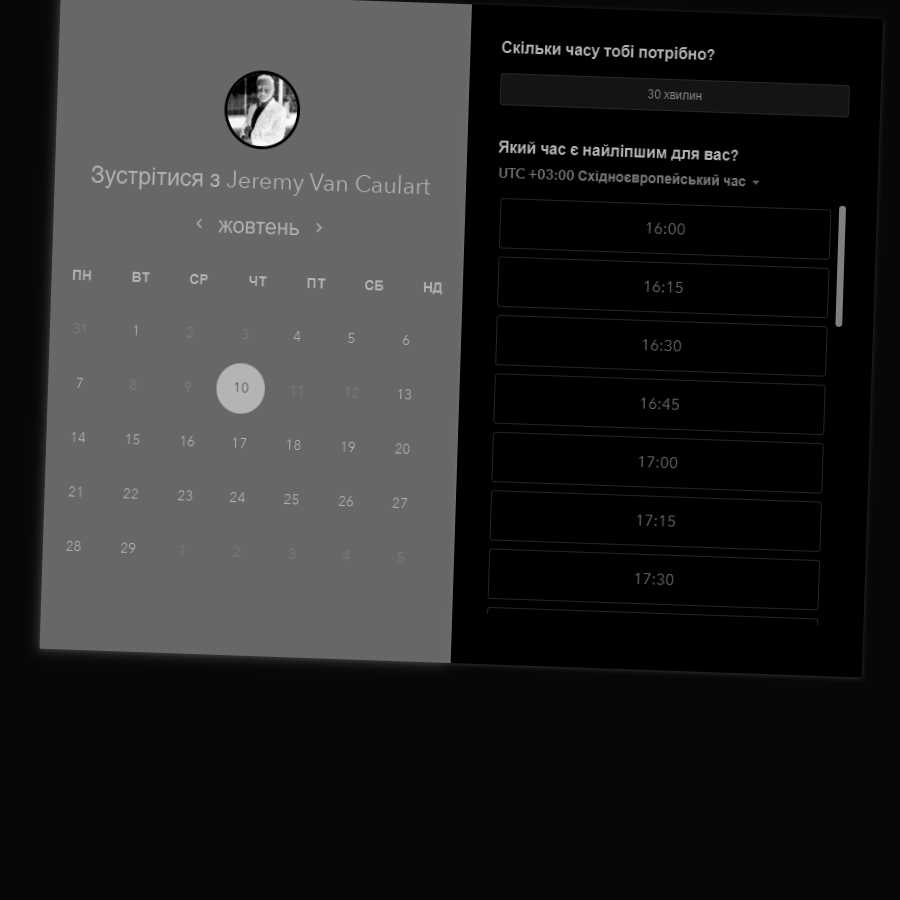 Зустрітися з Jeremy Van Caulart
жовтень
ПН ВТ СР ЧТ ПТ СБ НД
31 1 2 3 4 5 6
7 8 9 10 11 12 13
14 15 16 17 18 19 20
21 22 23 24 25 26 27
28 29 1 2 3 4 5
Скільки часу тобі потрібно?
30 хвилин
Який час є найліпшим для вас?
UTC +03:00 Східноєвропейський час
16:00
16:15
16:30
16:45
17:00
17:15
17:30